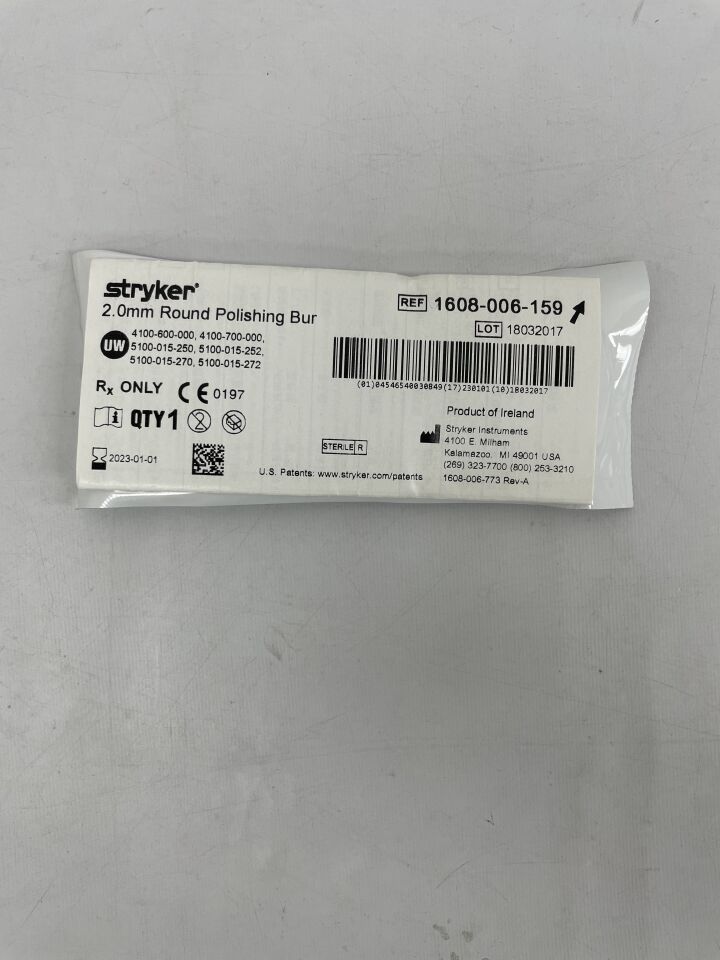 stryker®
2.0mm Round Polishing Bur
UW
4100-600-000, 4100-700-000,
5100-015-250, 5100-015-252,
5100-015-270, 5100-015-272
Rx ONLY CE 0197
QTY 1
2023-01-01
STERILE R
U.S. Patents: www.stryker.com/patents
REF 1608-006-159
LOT 18032017
(01)04546540030849(17)230101(10)18032017
Product of Ireland
Stryker Instruments
4100 E. Milham
Kalamazoo, MI 49001 USA
(269) 323-7700 (800) 253-3210
1608-006-773 Rev-A